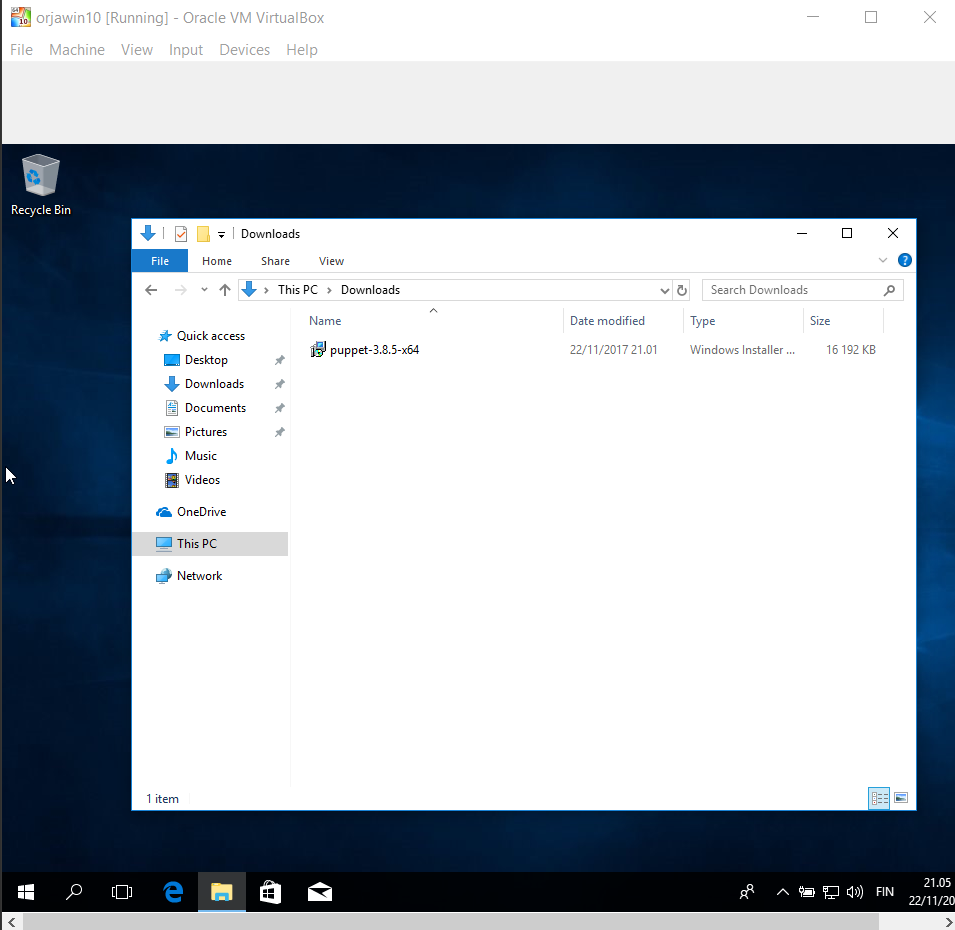 orjawin10 [Running] - Oracle VM VirtualBox
File Machine View Input Devices Help
Recycle Bin
Downloads
File Home Share View
This PC Downloads
Search Downloads
Name Date modified Type Size
puppet-3.8.5-x64 22/11/2017 21.01 Windows Installer ... 16 192 KB
Quick access
Desktop
Downloads
Documents
Pictures
Music
Videos
OneDrive
This PC
Network
1 item
FIN
21.05
22/11/20